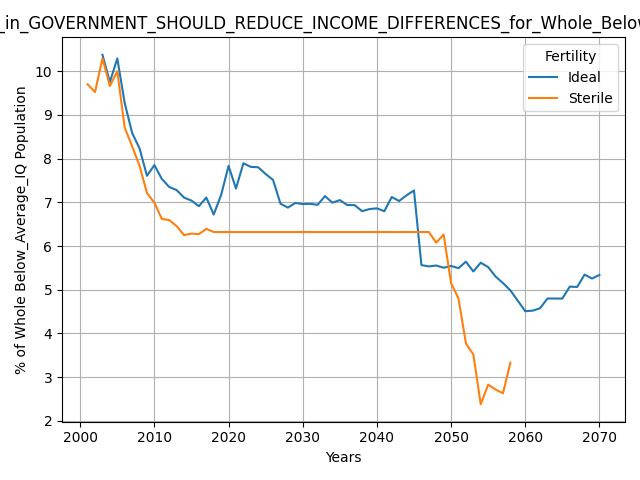 _in_GOVERNMENT_SHOULD_REDUCE_INCOME_DIFFERENCES_for_Whole_Below
Fertility
Ideal
Sterile
% of Whole Below_Average_IQ Population
10
9
8
7
6
5
4
3
2
2000 2010 2020 2030 2040 2050 2060 2070
Years